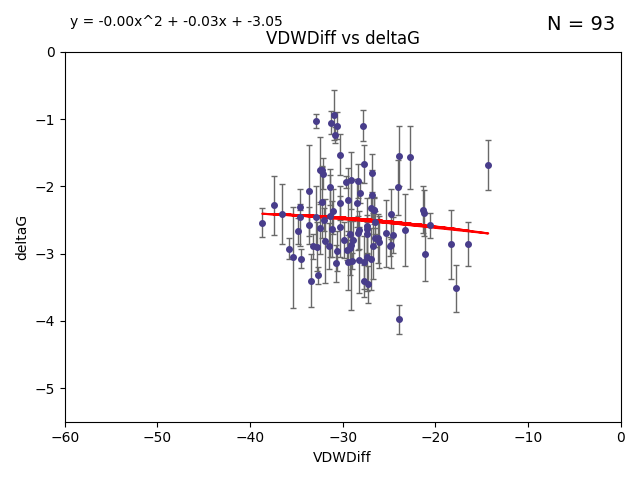 y = -0.00x^2 + -0.03x + -3.05
N = 93
VDWDiff vs deltaG
0
−1
−2
−3
−4
−5
deltaG
−60
−50
−40
−30
−20
−10
0
VDWDiff